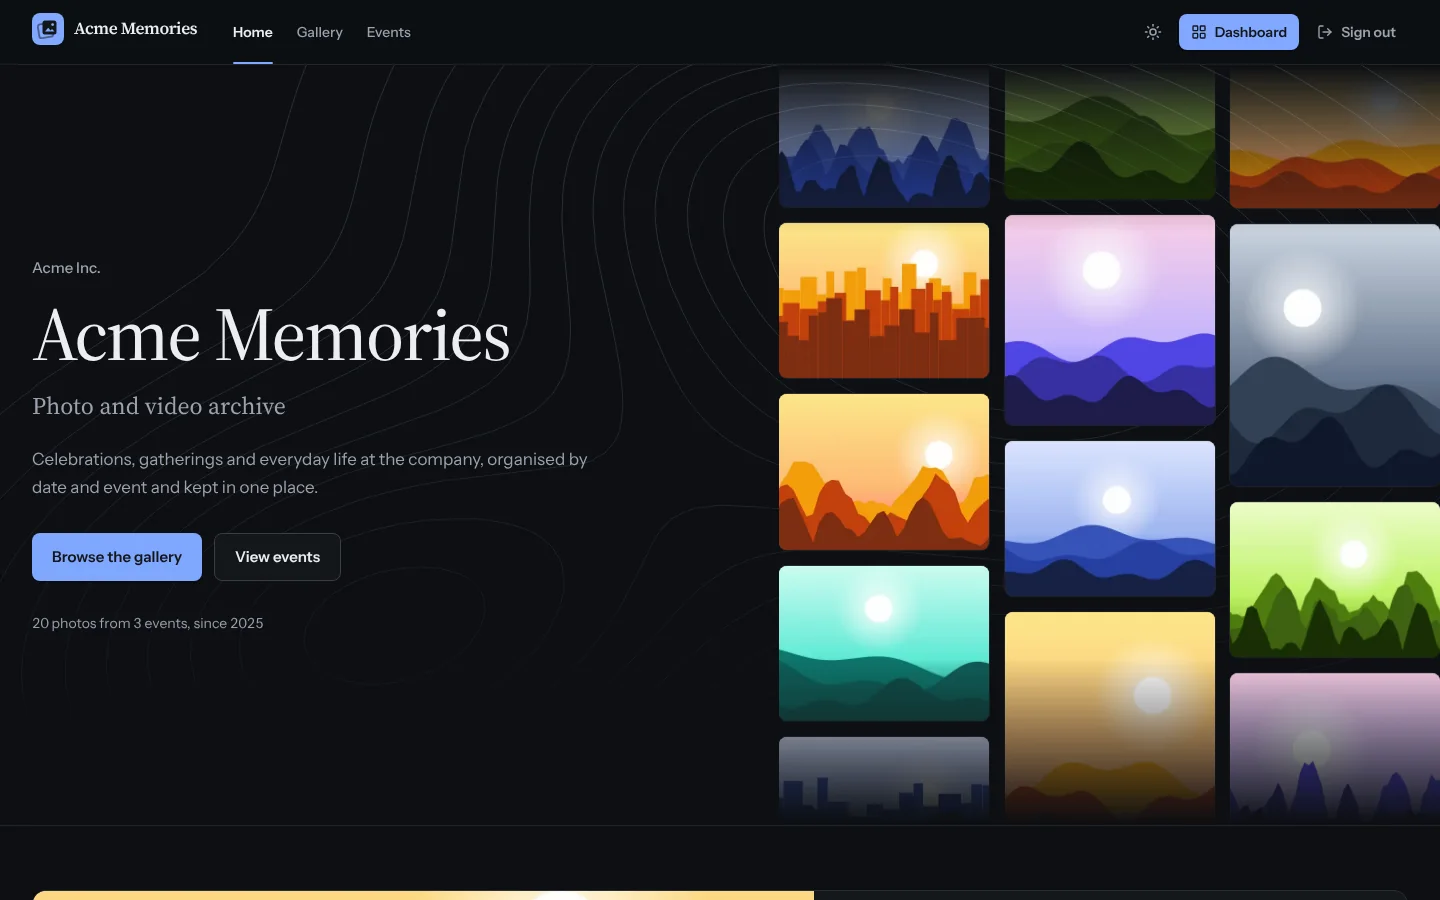 Acme Memories
Home
Gallery
Events
Dashboard
Sign out
Acme Inc.
Acme Memories
Photo and video archive
Celebrations, gatherings and everyday life at the company, organised by
date and event and kept in one place.
Browse the gallery
View events
20 photos from 3 events, since 2025